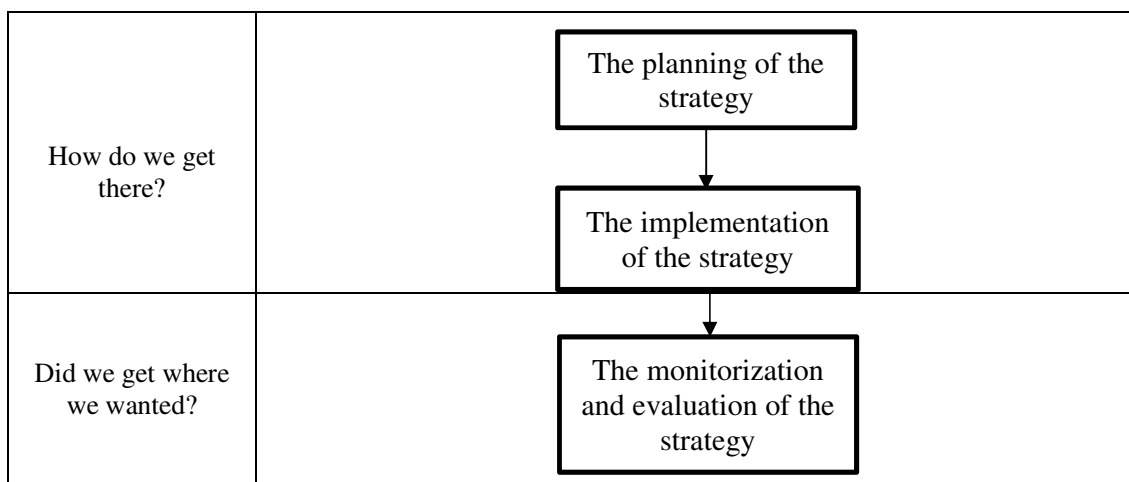 The planning of the
strategy
How do we get
there?
The implementation
of the strategy
Did we get where
we wanted?
The monitorization
and evaluation of the
strategy